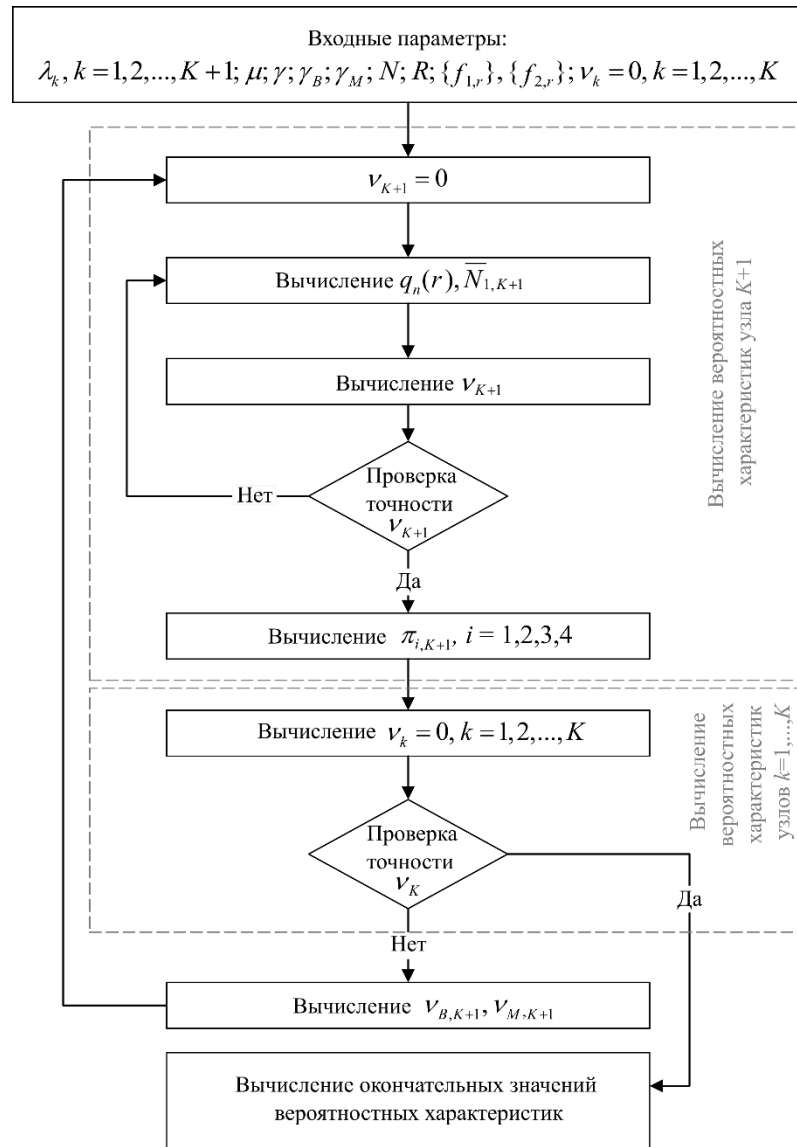 Входные параметры:
λ_k, k = 1,2,..., K + 1; μ; γ; γ_B; γ_M; N; R; {f_{1,r}}, {f_{2,r}}; ν_k = 0, k = 1,2,..., K
ν_{K+1} = 0
Вычисление q_n(r), N̅_{1,K+1}
Вычисление ν_{K+1}
Проверка
точности
ν_{K+1}
Нет
Да
Вычисление π_{i,K+1}, i = 1,2,3,4
Вычисление вероятностных
характеристик узла K+1
Вычисление ν_k = 0, k = 1,2,..., K
Проверка
точности
ν_K
Да
Нет
Вычисление
вероятностных
характеристик
узлов k=1,...,K
Вычисление ν_{B,K+1}, ν_{M,K+1}
Вычисление окончательных значений
вероятностных характеристик